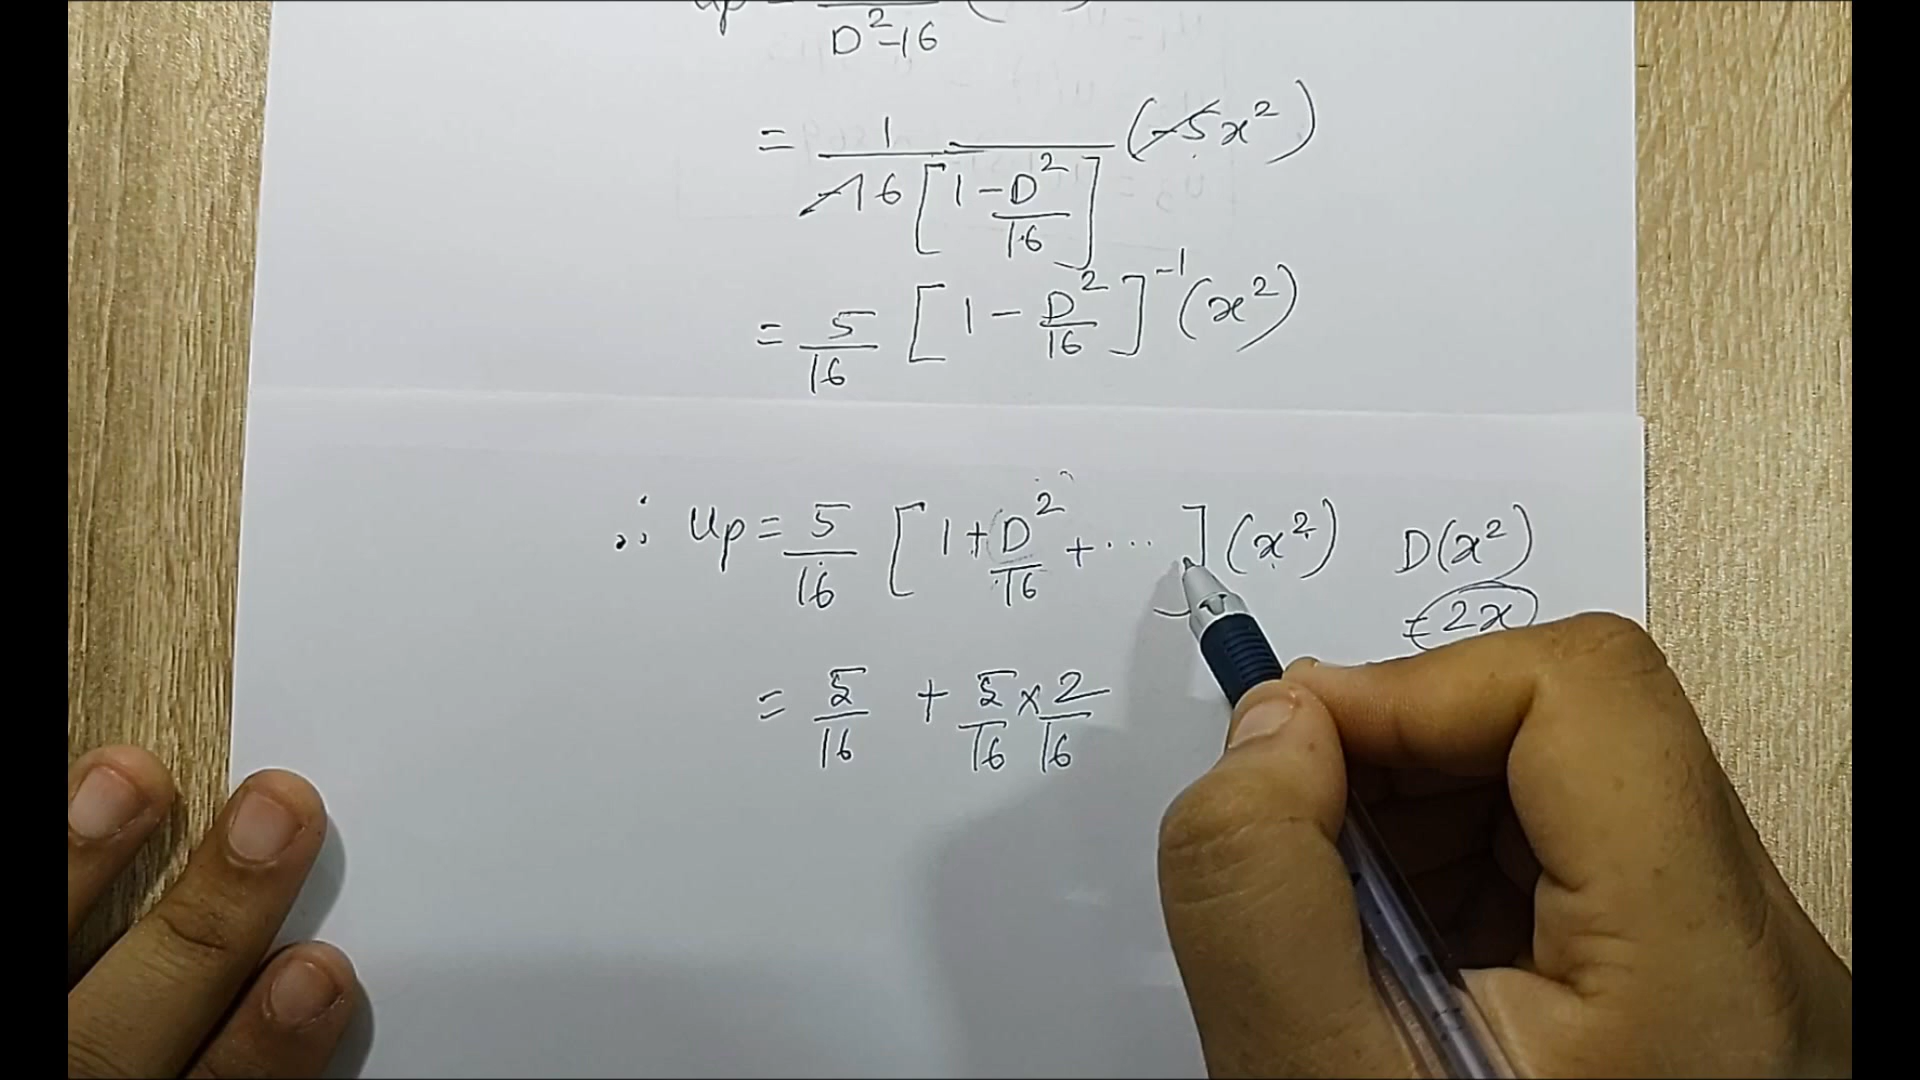 up = D²-16
= 1/-16[1-D²/16] (-5x²)
= 5/16 [1 - D²/16]⁻¹ (x²)
∴ up = 5/16 [1+D²/16 + ...] (x²) D(x²)
= 2x
= 5/16 + 5/16 × 2/16